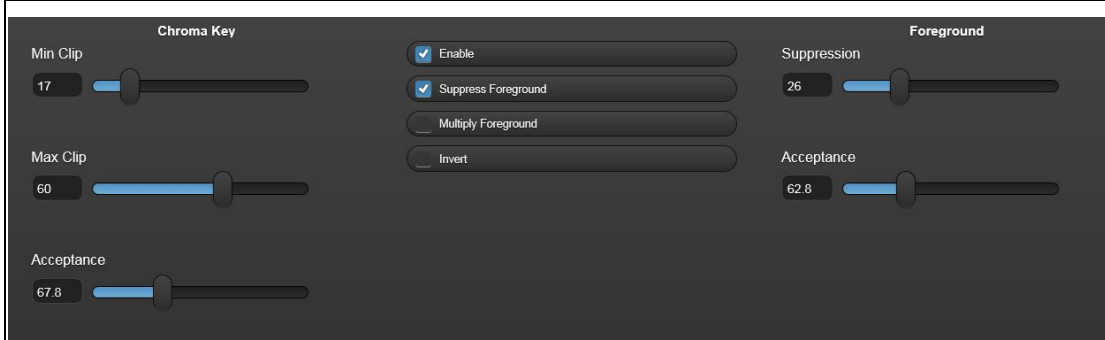 Chroma Key
Min Clip
17
Max Clip
60
Acceptance
67.8
Enable
Suppress Foreground
Multiply Foreground
Invert
Foreground
Suppression
26
Acceptance
62.8